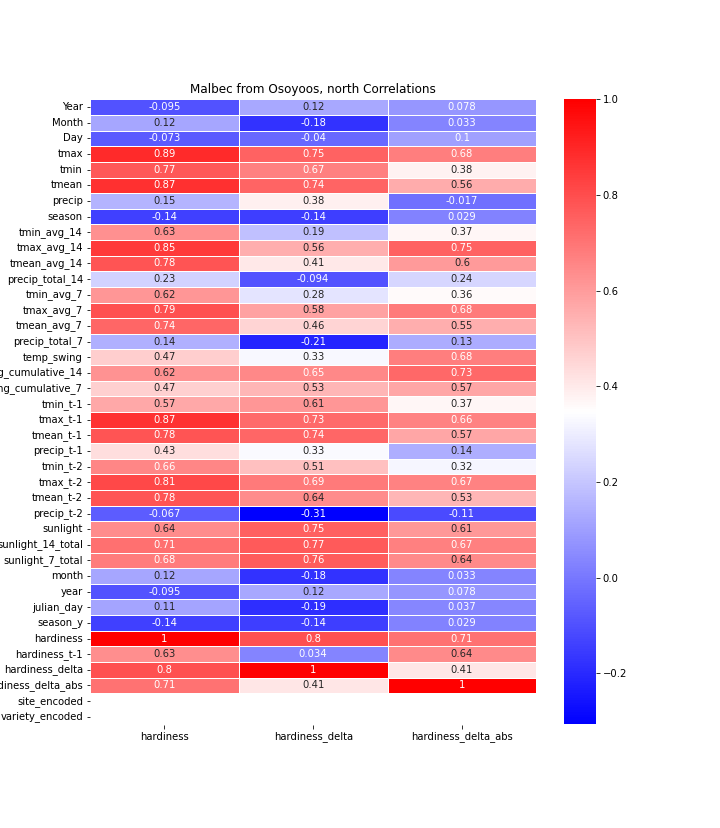 Malbec from Osoyoos, north Correlations
Year -0.095 0.12 0.078
Month 0.12 -0.18 0.033
Day -0.073 -0.04 0.1
tmax 0.89 0.75 0.68
tmin 0.77 0.67 0.38
tmean 0.87 0.74 0.56
precip 0.15 0.38 -0.017
season -0.14 -0.14 0.029
tmin_avg_14 0.63 0.19 0.37
tmax_avg_14 0.85 0.56 0.75
tmean_avg_14 0.78 0.41 0.6
precip_total_14 0.23 -0.094 0.24
tmin_avg_7 0.62 0.28 0.36
tmax_avg_7 0.79 0.58 0.68
tmean_avg_7 0.74 0.46 0.55
precip_total_7 0.14 -0.21 0.13
temp_swing 0.47 0.33 0.68
g_cumulative_14 0.62 0.65 0.73
ng_cumulative_7 0.47 0.53 0.57
tmin_t-1 0.57 0.61 0.37
tmax_t-1 0.87 0.73 0.66
tmean_t-1 0.78 0.74 0.57
precip_t-1 0.43 0.33 0.14
tmin_t-2 0.66 0.51 0.32
tmax_t-2 0.81 0.69 0.67
tmean_t-2 0.78 0.64 0.53
precip_t-2 -0.067 -0.31 -0.11
sunlight 0.64 0.75 0.61
sunlight_14_total 0.71 0.77 0.67
sunlight_7_total 0.68 0.76 0.64
month 0.12 -0.18 0.033
year -0.095 0.12 0.078
julian_day 0.11 -0.19 0.037
season_y -0.14 -0.14 0.029
hardiness 1 0.8 0.71
hardiness_t-1 0.63 0.034 0.64
hardiness_delta 0.8 1 0.41
diness_delta_abs 0.71 0.41 1
site_encoded
variety_encoded
hardiness hardiness_delta hardiness_delta_abs
1.0
0.8
0.6
0.4
0.2
0.0
−0.2